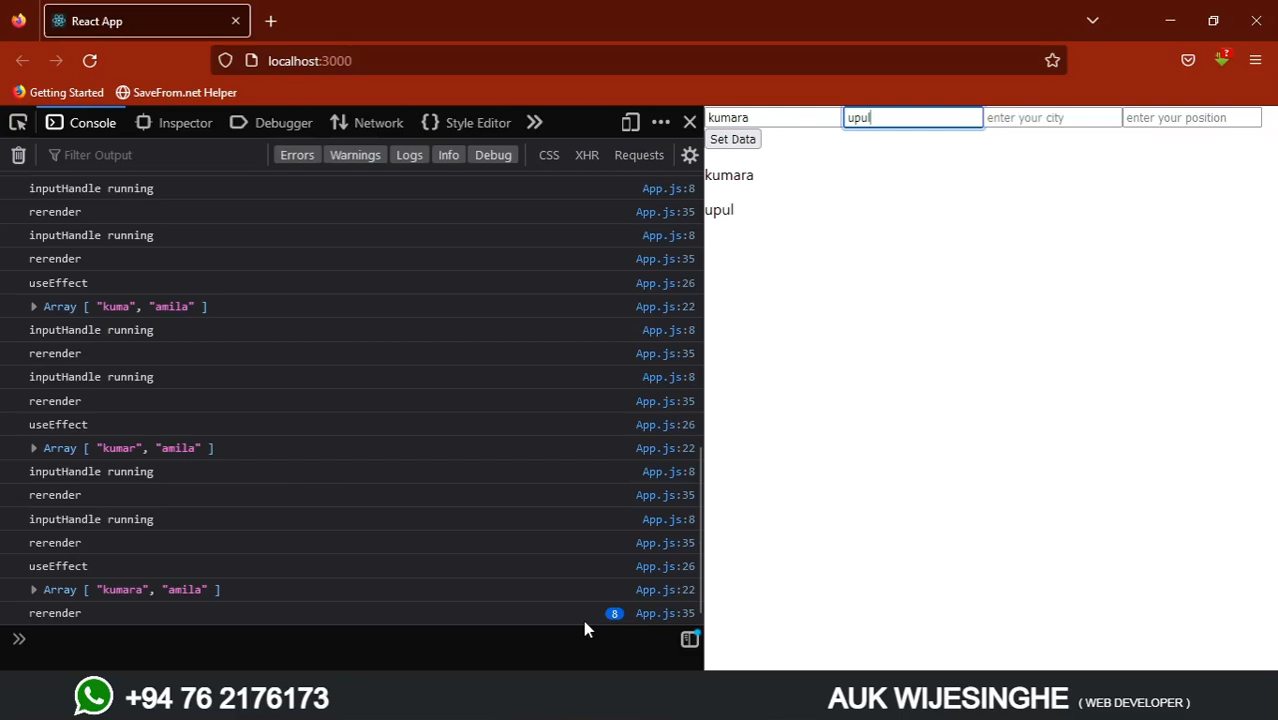 React App
localhost:3000
Getting Started SaveFrom.net Helper
Console Inspector Debugger Network Style Editor
Filter Output Errors Warnings Logs Info Debug CSS XHR Requests
inputHandle running App.js:8
rerender App.js:35
inputHandle running App.js:8
rerender App.js:35
useEffect App.js:26
Array [ "kuma", "amila" ] App.js:22
inputHandle running App.js:8
rerender App.js:35
inputHandle running App.js:8
rerender App.js:35
useEffect App.js:26
Array [ "kumar", "amila" ] App.js:22
inputHandle running App.js:8
rerender App.js:35
inputHandle running App.js:8
rerender App.js:35
useEffect App.js:26
Array [ "kumara", "amila" ] App.js:22
rerender 8 App.js:35
kumara upul enter your city enter your position
Set Data
kumara
upul
+94 76 2176173
AUK WIJESINGHE ( WEB DEVELOPER )